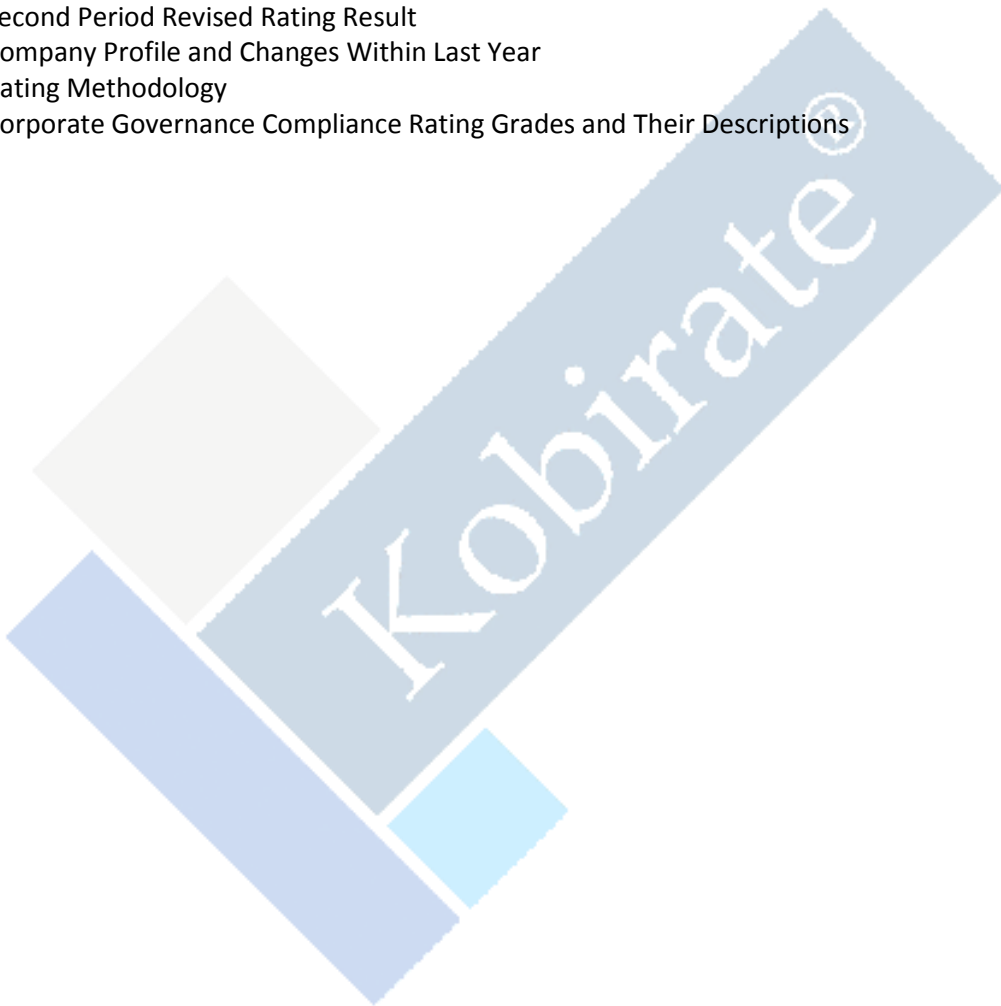 econd Period Revised Rating Result
ompany Profile and Changes Within Last Year
ating Methodology
orporate Governance Compliance Rating Grades and Their Descriptions
Kobirate ®